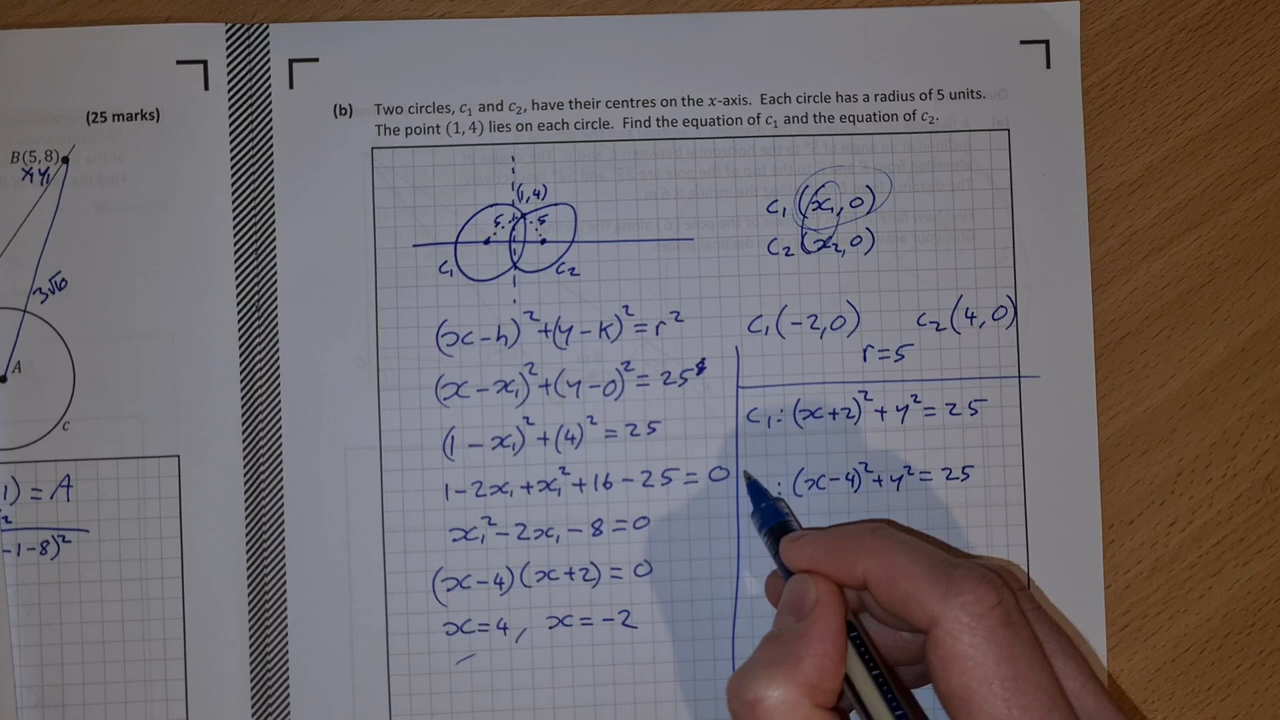 (25 marks)
B(5,8)
x₁ y₁
3√10
A
c
1) = A
-1-8)²
(b) Two circles, c₁ and c₂, have their centres on the x-axis. Each circle has a radius of 5 units.
The point (1, 4) lies on each circle. Find the equation of c₁ and the equation of c₂.
(1,4)
5 5
c₁ c₂
c₁ (x₁,0)
c₂ (x₂,0)
(x-h)²+(y-k)²=r²
(x-x₁)²+(y-0)²=25
(1-x₁)²+(4)²=25
1-2x₁+x₁²+16-25=0
x₁²-2x₁-8=0
(x-4)(x+2)=0
x=4, x=-2
c₁(-2,0) c₂(4,0)
r=5
c₁: (x+2)²+y²=25
: (x-4)²+y²=25